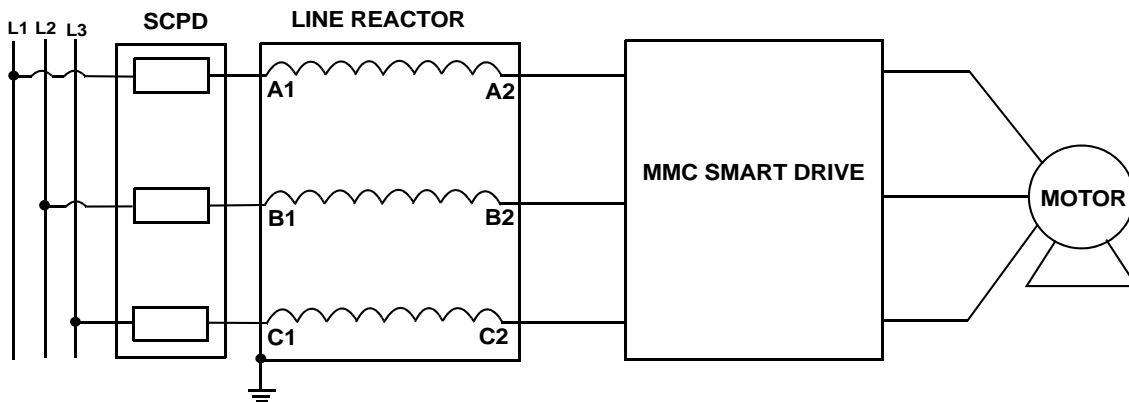 SCPD
LINE REACTOR
L1 L2 L3
A1
A2
MMC SMART DRIVE
MOTOR
B1
B2
C1
C2